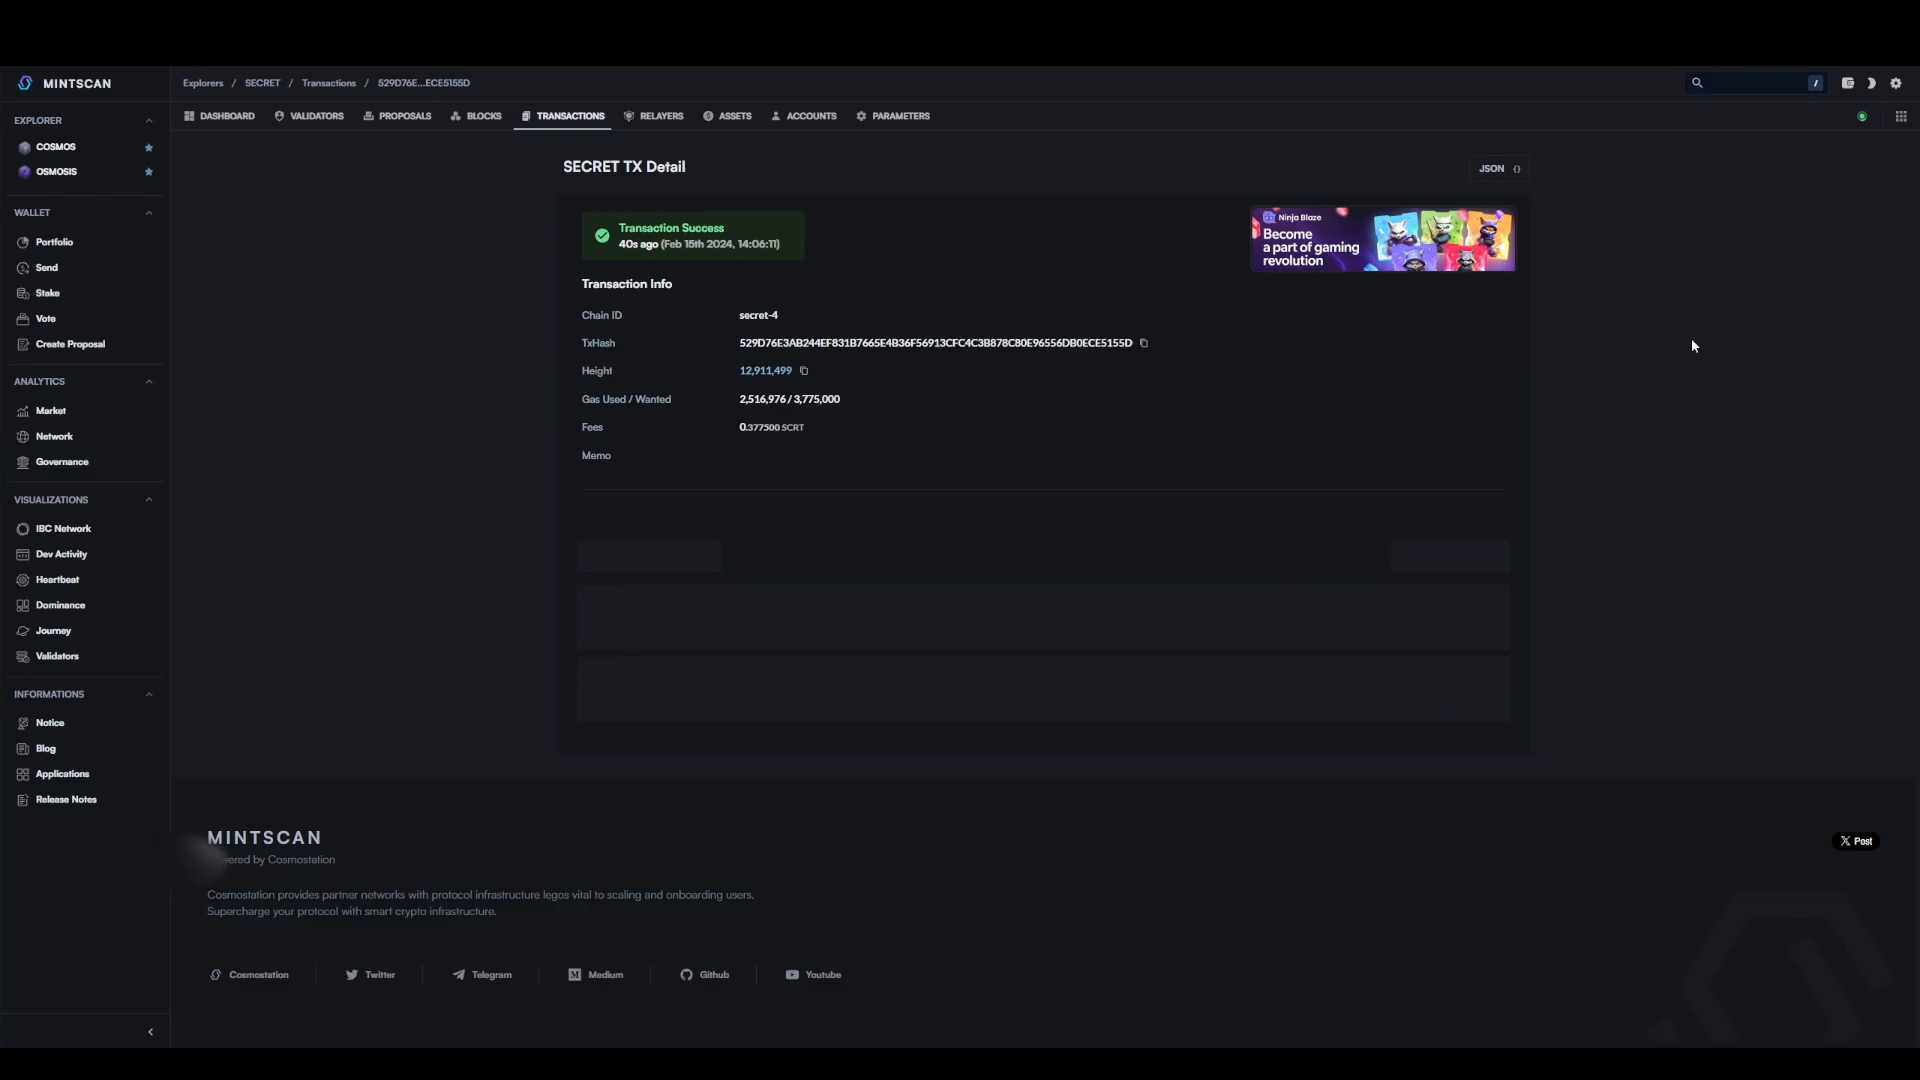 MINTSCAN
Explorers / SECRET / Transactions / 529D76E...ECE5155D
/
EXPLORER
COSMOS
OSMOSIS
WALLET
Portfolio
Send
Stake
Vote
Create Proposal
ANALYTICS
Market
Network
Governance
VISUALIZATIONS
IBC Network
Dev Activity
Heartbeat
Dominance
Journey
Validators
INFORMATIONS
Notice
Blog
Applications
Release Notes
DASHBOARD VALIDATORS PROPOSALS BLOCKS TRANSACTIONS RELAYERS ASSETS ACCOUNTS PARAMETERS
SECRET TX Detail
JSON {}
Transaction Success
40s ago (Feb 15th 2024, 14:06:11)
Ninja Blaze
Become
a part of gaming
revolution
Transaction Info
Chain ID secret-4
TxHash 529D76E3AB244EF831B7665E4B36F56913CFC4C3B878C80E96556DB0ECE5155D
Height 12,911,499
Gas Used / Wanted 2,516,976 / 3,775,000
Fees 0.377500 SCRT
Memo
MINTSCAN
by Cosmostation
X Post
Cosmostation provides partner networks with protocol infrastructure legos vital to scaling and onboarding users.
Supercharge your protocol with smart crypto infrastructure.
Cosmostation Twitter Telegram Medium Github Youtube